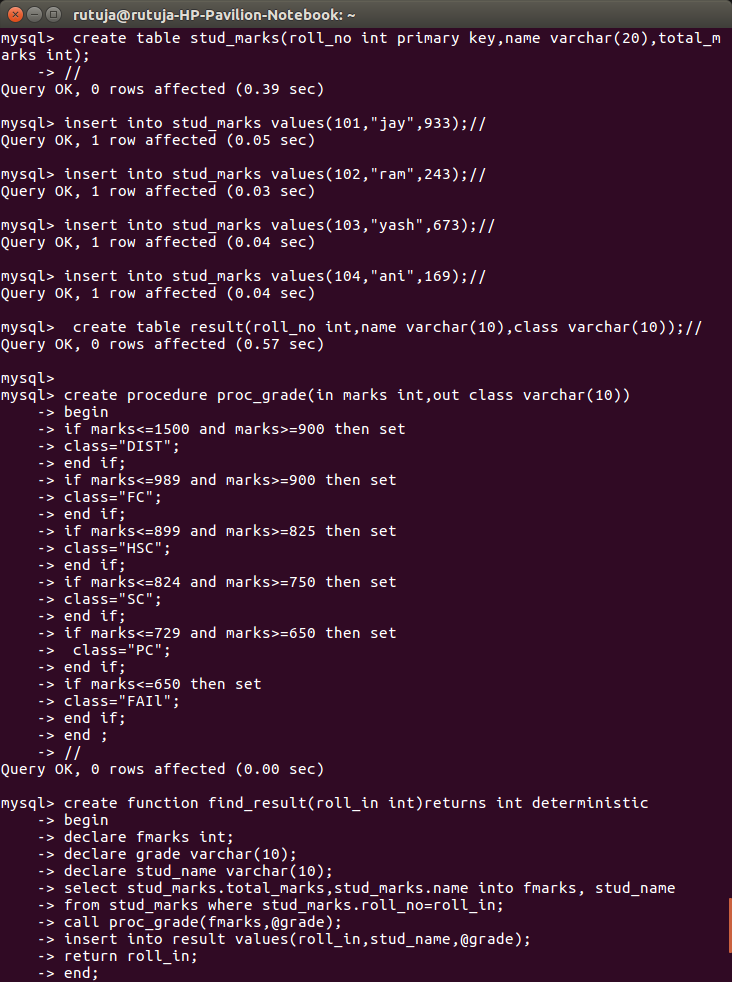 rutuja@rutuja-HP-Pavilion-Notebook: ~
mysql>  create table stud_marks(roll_no int primary key,name varchar(20),total_m
arks int);
    -> //
Query OK, 0 rows affected (0.39 sec)
mysql> insert into stud_marks values(101,"jay",933);//
Query OK, 1 row affected (0.05 sec)
mysql> insert into stud_marks values(102,"ram",243);//
Query OK, 1 row affected (0.03 sec)
mysql> insert into stud_marks values(103,"yash",673);//
Query OK, 1 row affected (0.04 sec)
mysql> insert into stud_marks values(104,"ani",169);//
Query OK, 1 row affected (0.04 sec)
mysql>  create table result(roll_no int,name varchar(10),class varchar(10));//
Query OK, 0 rows affected (0.57 sec)
mysql>
mysql> create procedure proc_grade(in marks int,out class varchar(10))
    -> begin
    -> if marks<=1500 and marks>=900 then set
    -> class="DIST";
    -> end if;
    -> if marks<=989 and marks>=900 then set
    -> class="FC";
    -> end if;
    -> if marks<=899 and marks>=825 then set
    -> class="HSC";
    -> end if;
    -> if marks<=824 and marks>=750 then set
    -> class="SC";
    -> end if;
    -> if marks<=729 and marks>=650 then set
    ->  class="PC";
    -> end if;
    -> if marks<=650 then set
    -> class="FAIl";
    -> end if;
    -> end ;
    -> //
Query OK, 0 rows affected (0.00 sec)
mysql> create function find_result(roll_in int)returns int deterministic
    -> begin
    -> declare fmarks int;
    -> declare grade varchar(10);
    -> declare stud_name varchar(10);
    -> select stud_marks.total_marks,stud_marks.name into fmarks, stud_name
    -> from stud_marks where stud_marks.roll_no=roll_in;
    -> call proc_grade(fmarks,@grade);
    -> insert into result values(roll_in,stud_name,@grade);
    -> return roll_in;
    -> end;